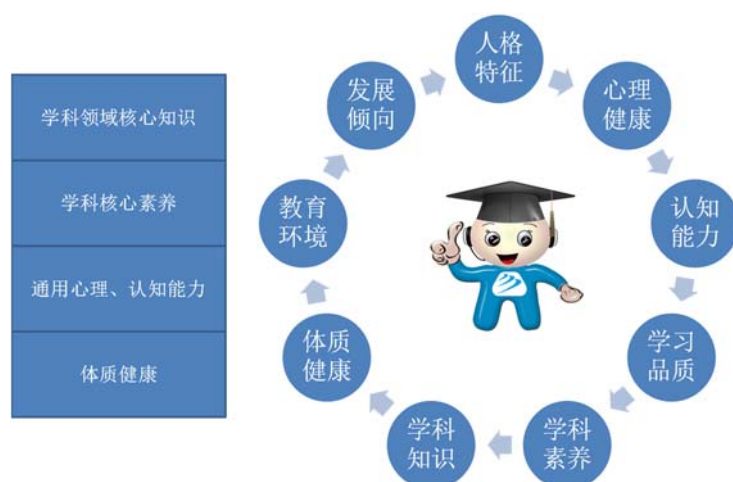 学科领域核心知识
学科核心素养
通用心理、认知能力
体质健康
人格
特征
心理
健康
认知
能力
学习
品质
学科
素养
学科
知识
体质
健康
教育
环境
发展
倾向